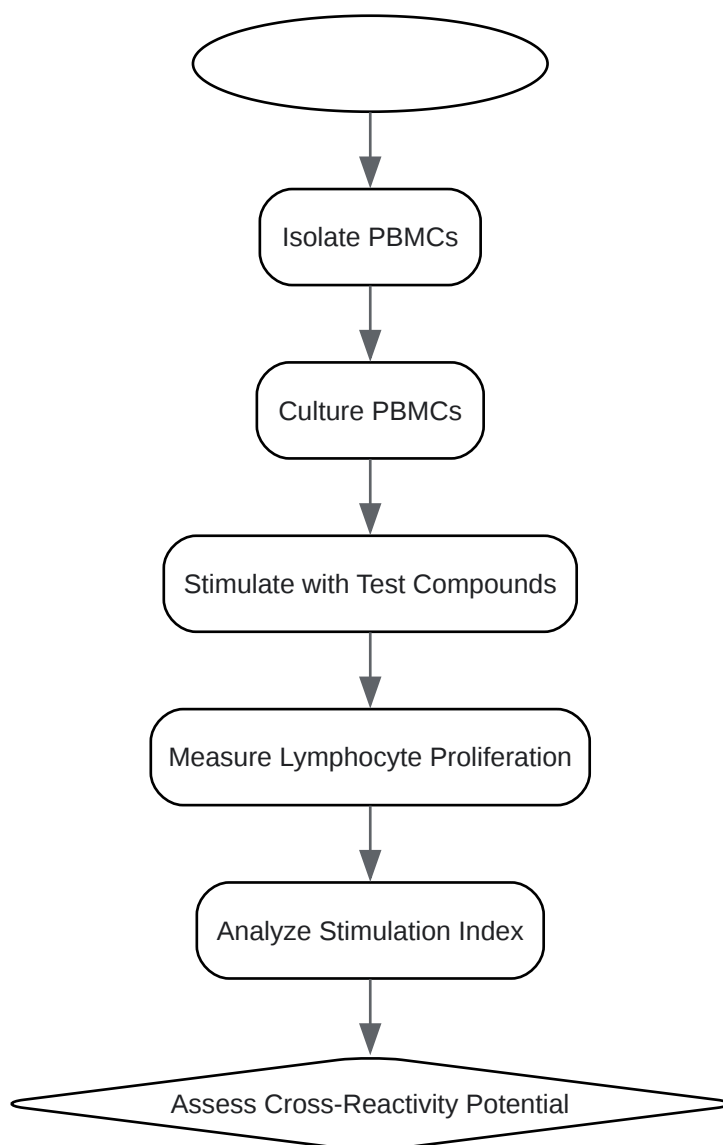 Isolate PBMCs
Culture PBMCs
Stimulate with Test Compounds
Measure Lymphocyte Proliferation
Analyze Stimulation Index
Assess Cross-Reactivity Potential